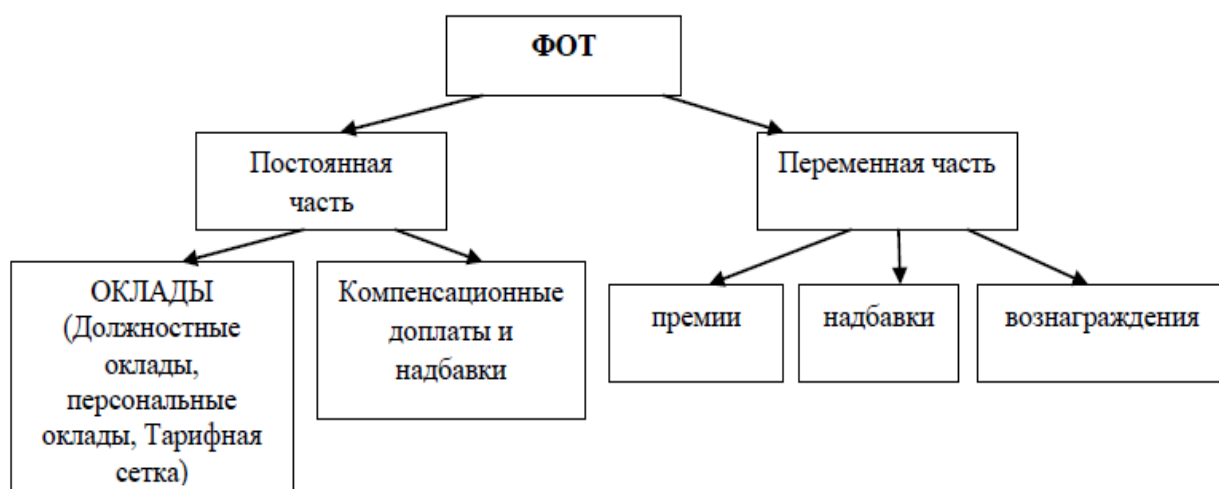 ФОТ
Постоянная
часть
Переменная часть
ОКЛАДЫ
(Должностные
оклады,
персональные
оклады, Тарифная
сетка)
Компенсационные
доплаты и
надбавки
премии
надбавки
вознаграждения